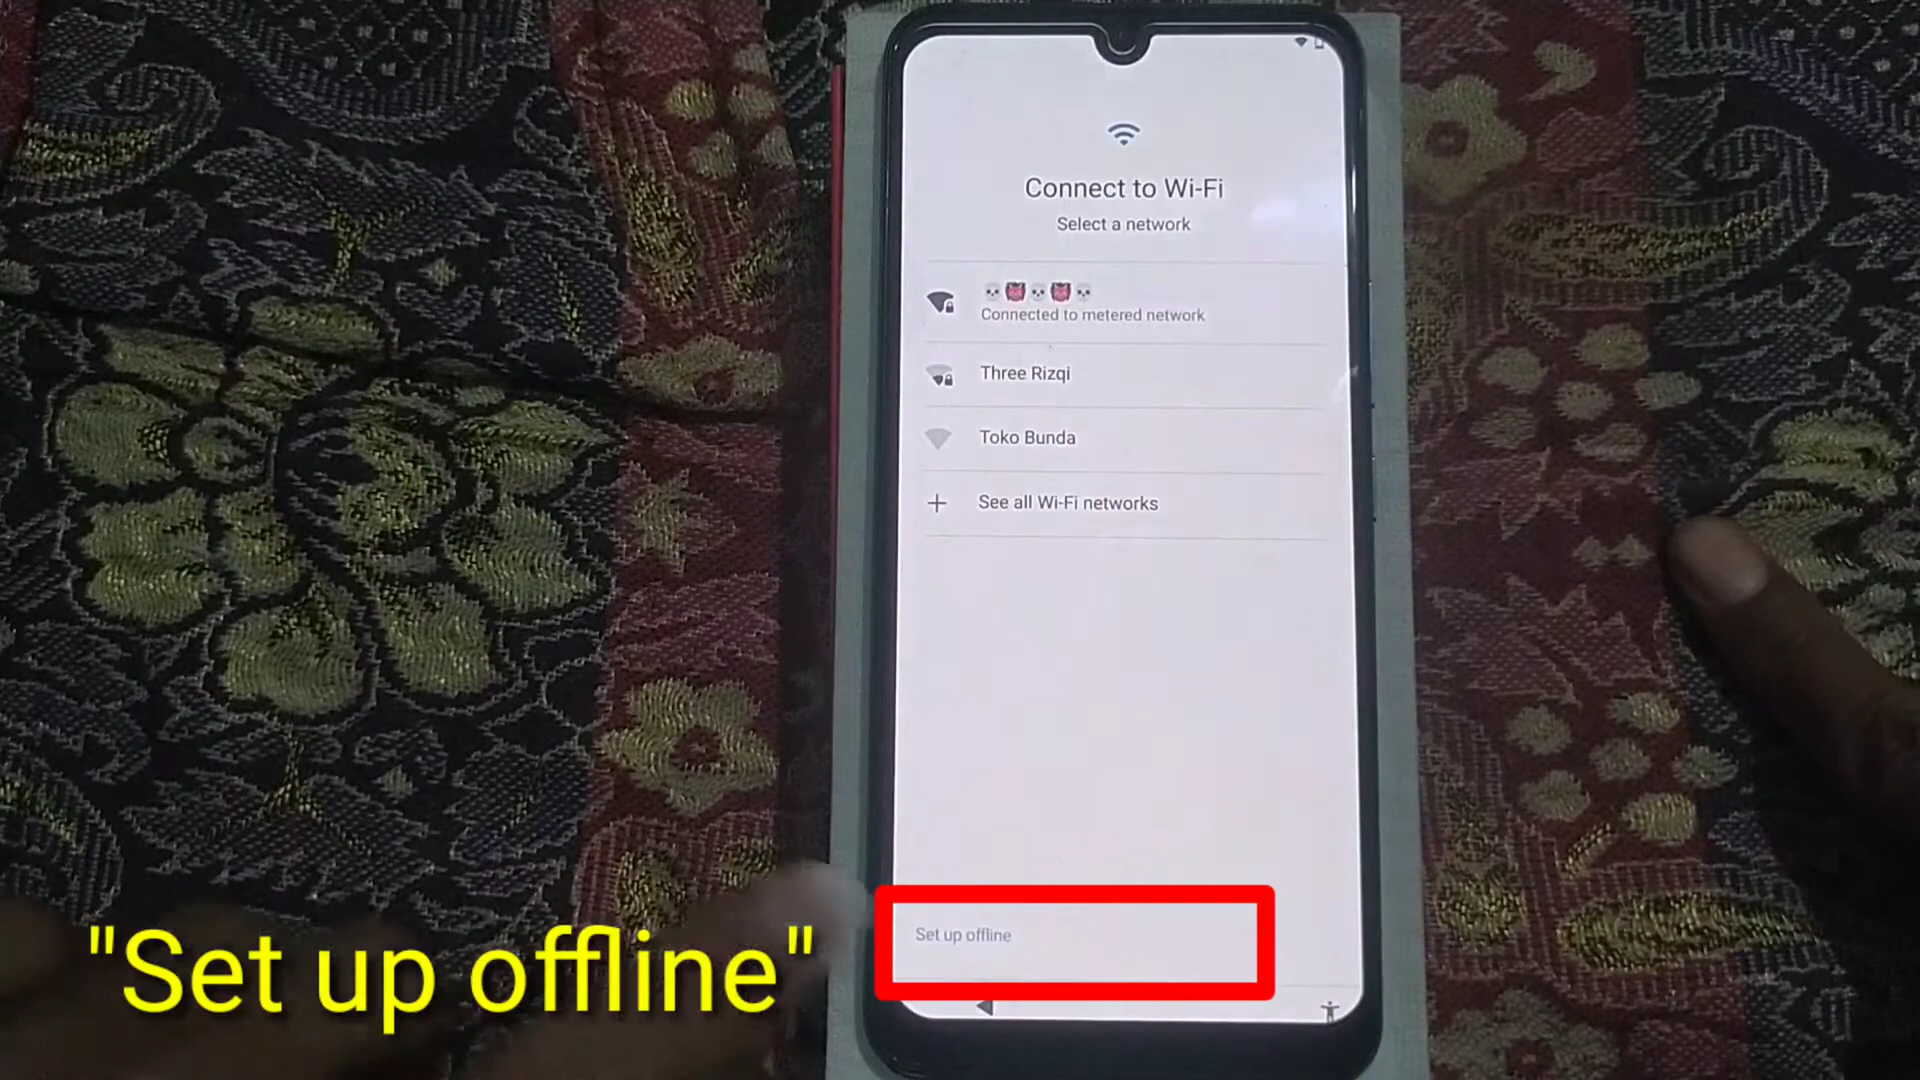 Connect to Wi-Fi
Select a network
💀👹💀👹💀
Connected to metered network
Three Rizqi
Toko Bunda
See all Wi-Fi networks
Set up offline
"Set up offline"